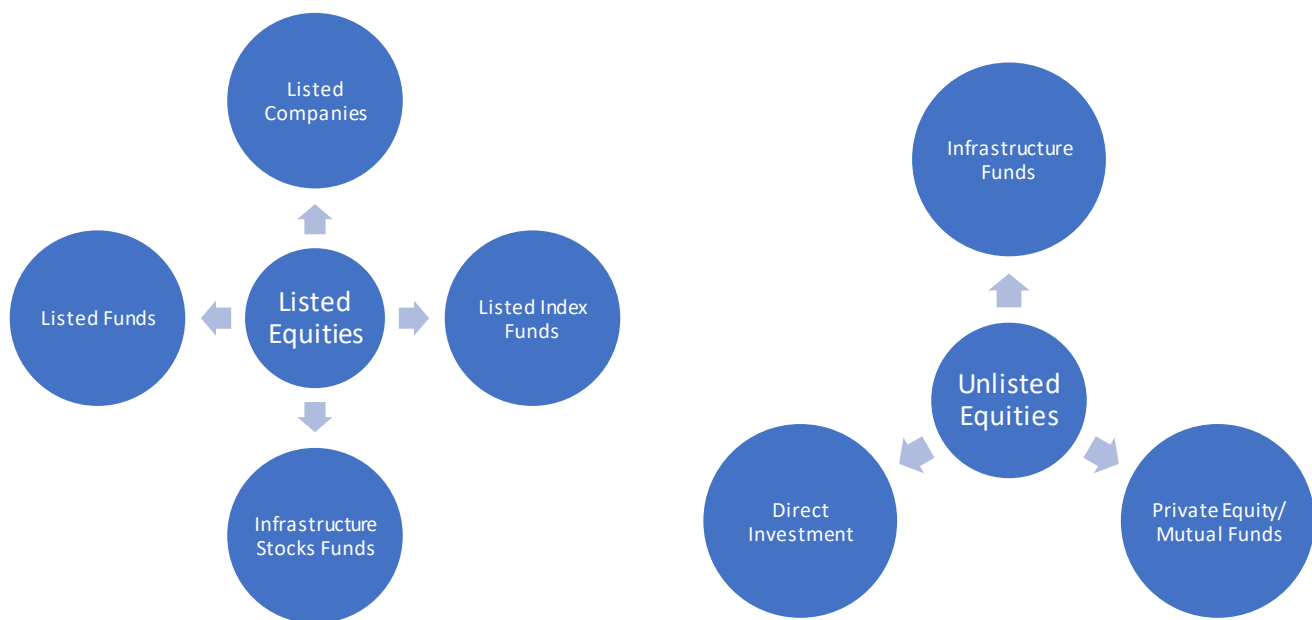 Listed
Companies
Listed Funds
Listed
Equities
Listed Index
Funds
Infrastructure
Stocks Funds
Infrastructure
Funds
Unlisted
Equities
Direct
Investment
Private Equity/
Mutual Funds